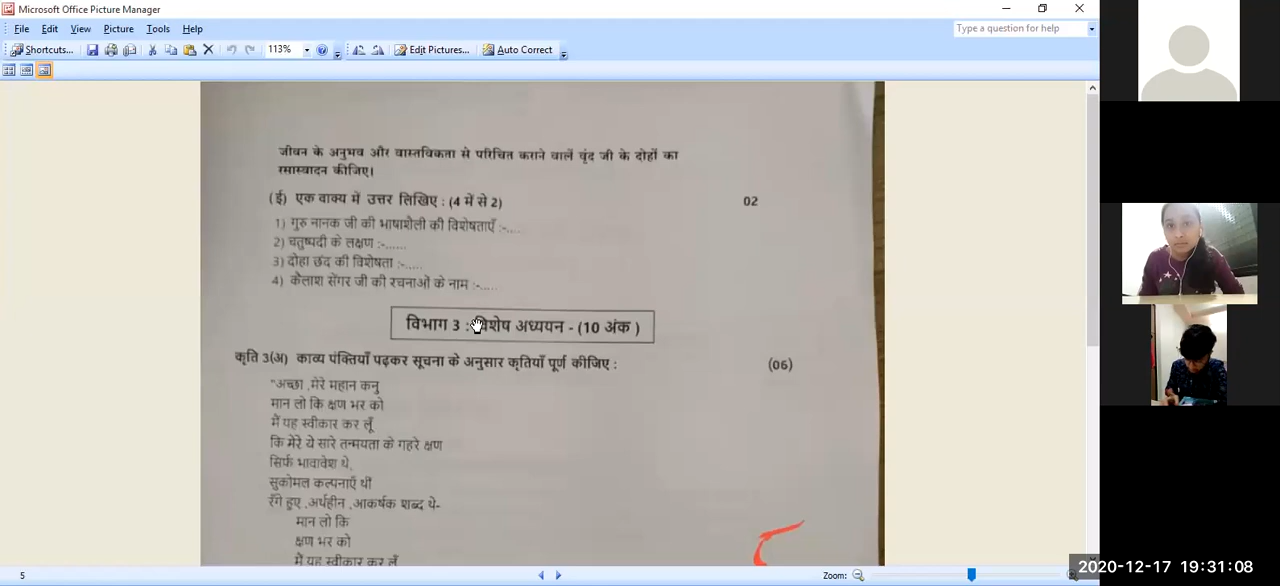 Microsoft Office Picture Manager
File Edit View Picture Tools Help
Type a question for help
Shortcuts... 113% Edit Pictures... Auto Correct
जीवन के अनुभव और वास्तविकता से परिचित कराने वालें वृंद जी के दोहों का
रमास्वादन कीजिए।
(ई) एक वाक्य में उत्तर लिखिए : (4 में से 2) 02
1) गुरु नानक जी की भाषाशैली की विशेषताएँ :-....
2) चतुष्पदी के लक्षण :-......
3) दोहा छंद की विशेषता :-.....
4) कैलाश सेंगर जी की रचनाओं के नाम :-.....
विभाग 3 : विशेष अध्ययन - (10 अंक )
कृति 3(अ) काव्य पंक्तियाँ पढ़कर सूचना के अनुसार कृतियाँ पूर्ण कीजिए : (06)
"अच्छा ,मेरे महान कनु
मान लो कि क्षण भर को
मैं यह स्वीकार कर लूँ
कि मेरे ये सारे तन्मयता के गहरे क्षण
सिर्फ भावावेश थे,
सुकोमल कल्पनाएँ थीं
रँगे हुए ,अर्थहीन ,आकर्षक शब्द थे-
मान लो कि
क्षण भर को
मैं यह स्वीकार कर लूँ
5 Zoom:
2020-12-17 19:31:08